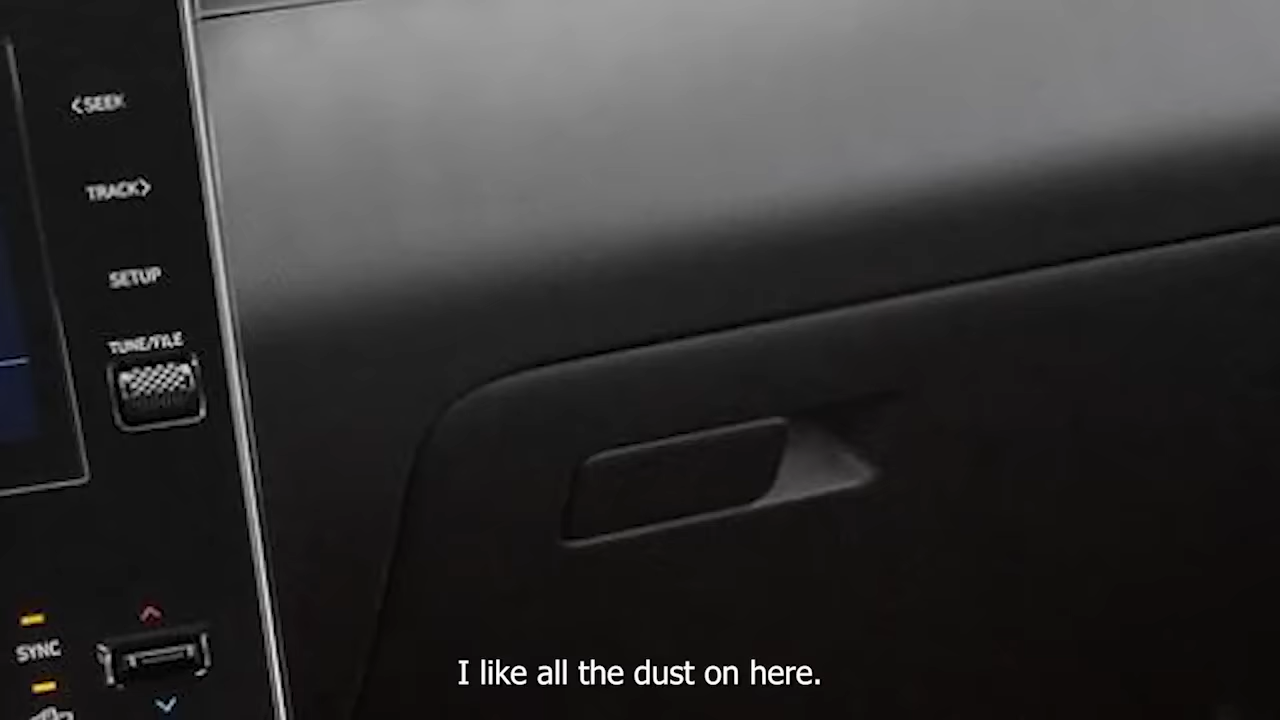 <SEEK
TRACK>
SETUP
TUNE/FILE
SYNC
I like all the dust on here.